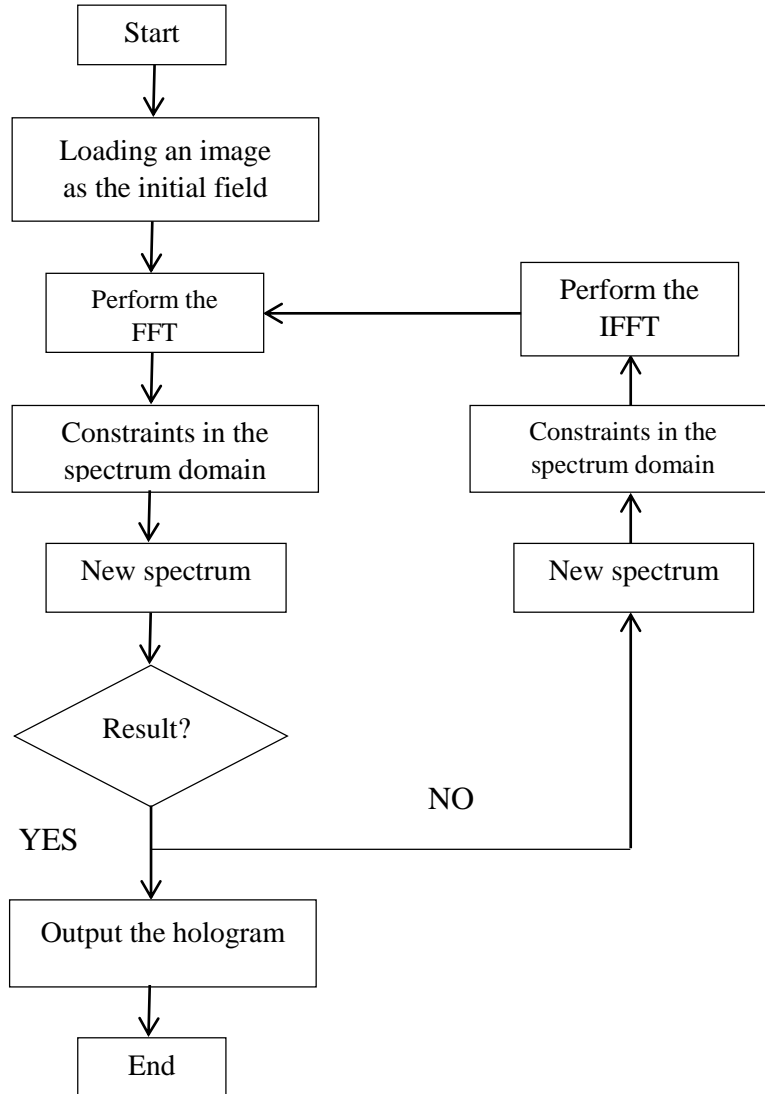 Start
Loading an image
as the initial field
Perform the
FFT
Perform the
IFFT
Constraints in the
spectrum domain
Constraints in the
spectrum domain
New spectrum
New spectrum
Result?
NO
YES
Output the hologram
End